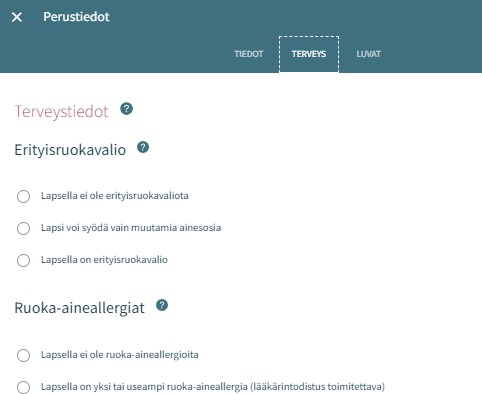 Perustiedot
TIEDOT TERVEYS LUVAT
Terveystiedot ?
Erityisruokavalio ?
Lapsella ei ole erityisruokavaliota
Lapsi voi syödä vain muutamia ainesosia
Lapsella on erityisruokavalio
Ruoka-aineallergiat ?
Lapsella ei ole ruoka-aineallergioita
Lapsella on yksi tai useampi ruoka-aineallergia (lääkärintodistus toimitettava)